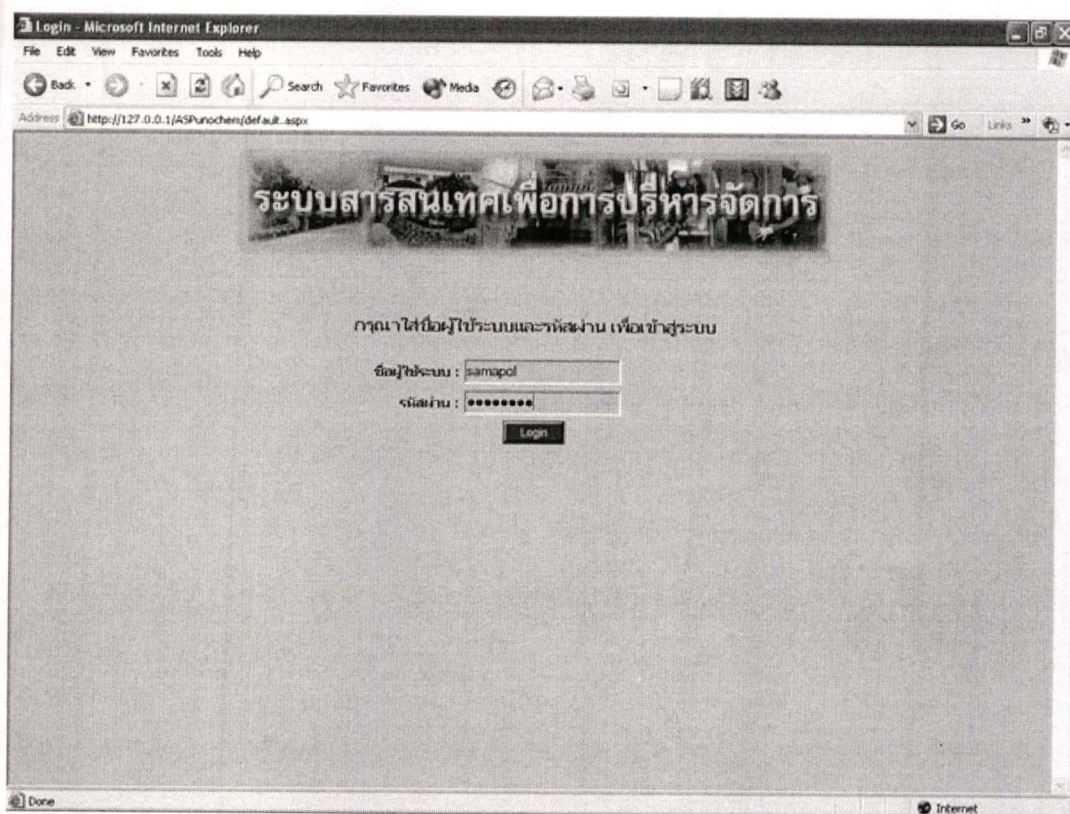 Login - Microsoft Internet Explorer
File Edit View Favorites Tools Help
Back Search Favorites Media
Address http://127.0.0.1/ASPunochem/default.aspx Go Links »
ระบบสารสนเทศเพื่อการบริหารจัดการ
กรุณาใส่ชื่อผู้ใช้ระบบและรหัสผ่าน เพื่อเข้าสู่ระบบ
ชื่อผู้ใช้ระบบ : samapol
รหัสผ่าน : ●●●●●●●●
Login
Done Internet